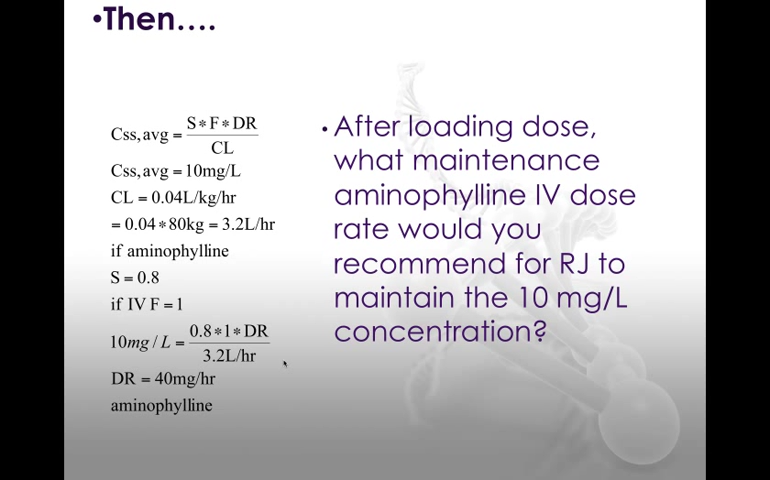 •Then….
Css,avg = S∗F∗DR / CL
Css,avg = 10mg/L
CL = 0.04L/kg/hr
= 0.04∗80kg = 3.2L/hr
if aminophylline
S = 0.8
if IV F = 1
10mg / L = 0.8∗1∗DR / 3.2L/hr
DR = 40mg/hr
aminophylline
• After loading dose,
what maintenance
aminophylline IV dose
rate would you
recommend for RJ to
maintain the 10 mg/L
concentration?